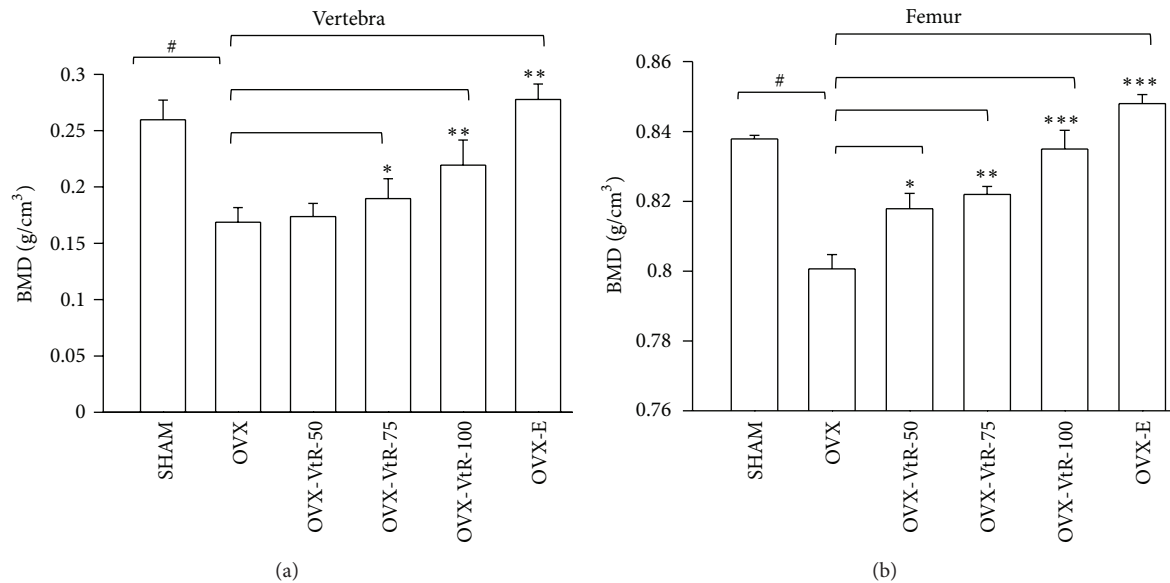 Vertebra
#
**
**
*
0.3
0.25
0.2
0.15
0.1
0.05
0
BMD (g/cm³)
SHAM
OVX
OVX-VtR-50
OVX-VtR-75
OVX-VtR-100
OVX-E
(a)
Femur
#
***
***
**
*
0.86
0.84
0.82
0.8
0.78
0.76
BMD (g/cm³)
SHAM
OVX
OVX-VtR-50
OVX-VtR-75
OVX-VtR-100
OVX-E
(b)